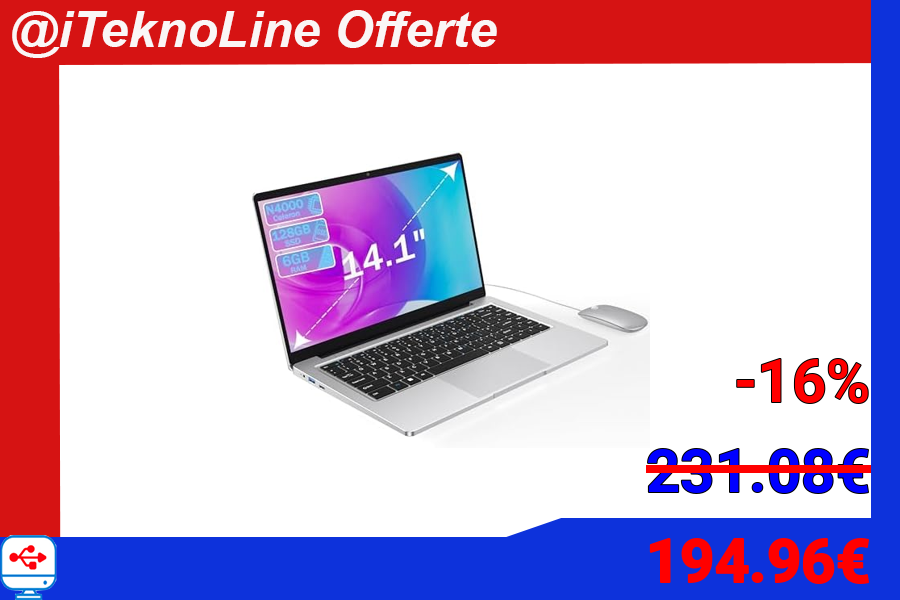 @iTeknoLine Offerte
N4000
Celeron
128GB
SSD
6GB
RAM
14.1"
-16%
231.08€
194.96€